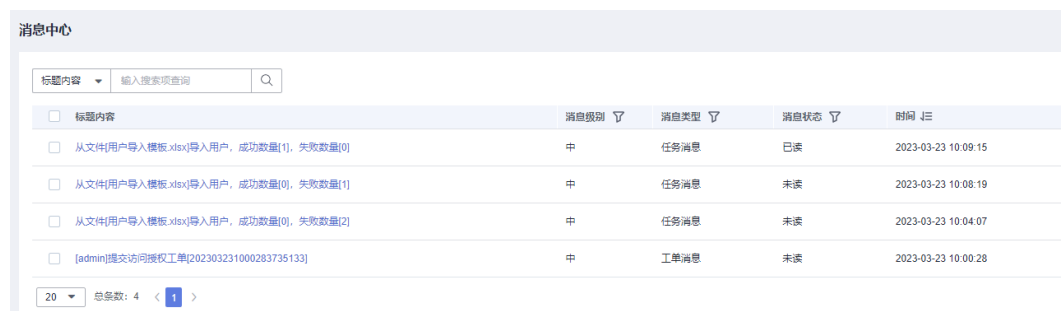 消息中心
标题内容 输入搜索项查询
标题内容 消息级别 消息类型 消息状态 时间
从文件[用户导入模板.xlsx]导入用户，成功数量[1]，失败数量[0] 中 任务消息 已读 2023-03-23 10:09:15
从文件[用户导入模板.xlsx]导入用户，成功数量[0]，失败数量[1] 中 任务消息 未读 2023-03-23 10:08:19
从文件[用户导入模板.xlsx]导入用户，成功数量[0]，失败数量[2] 中 任务消息 未读 2023-03-23 10:04:07
[admin]提交访问授权工单[202303231000283735133] 中 工单消息 未读 2023-03-23 10:00:28
20 总条数：4 < 1 >